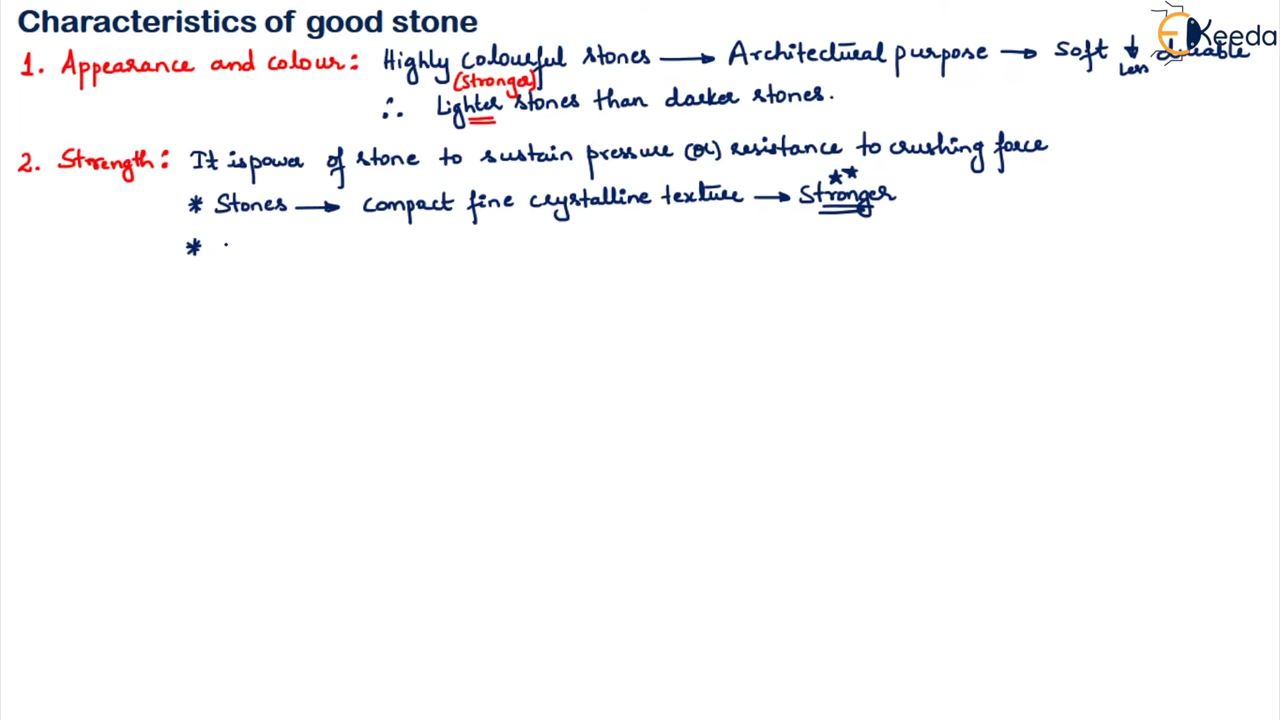 Characteristics of good stone
Keeda
1. Appearance and colour: Highly colourful stones → Architectural purpose → Soft ↓ durable
Less
(Stronger)
∴ Lighter stones than darker stones.
2. Strength: It is power of stone to sustain pressure (or) resistance to crushing force
* Stones → compact fine crystalline texture → Stronger **
*